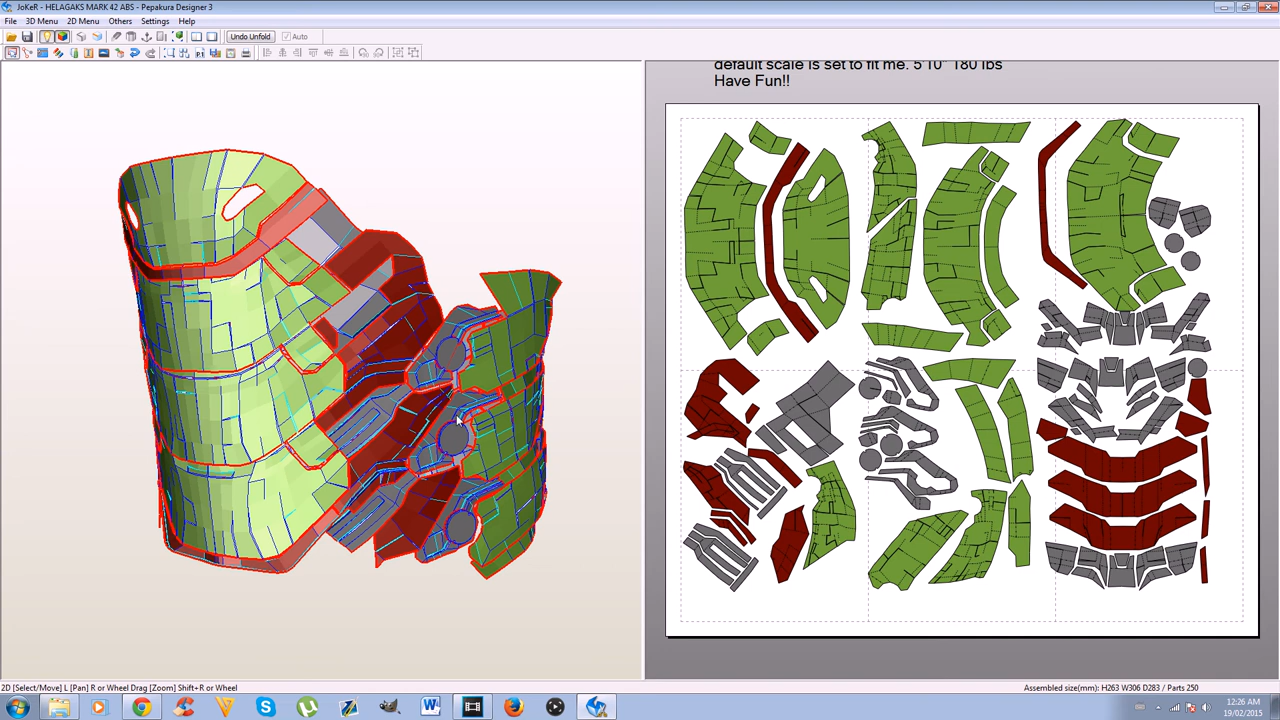 JoKeR - HELAGAKS MARK 42 ABS - Pepakura Designer 3
File 3D Menu 2D Menu Others Settings Help
Undo Unfold Auto
default scale is set to fit me. 5'10" 180 lbs
Have Fun!!
2D [Select/Move] L [Pan] R or Wheel Drag [Zoom] Shift+R or Wheel
Assembled size(mm): H263 W306 D283 / Parts 250
12:26 AM
19/02/2015